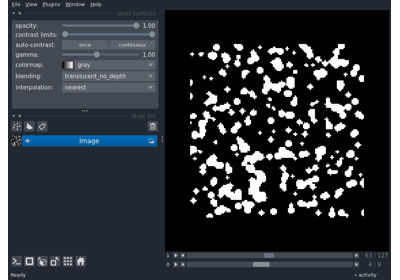 File View Plugins Window Help
layer controls
opacity: 1.00
contrast limits:
auto-contrast: once continuous
gamma: 1.00
colormap: gray
blending: translucent_no_depth
interpolation: nearest
layer list
Image
1 63 127
0 4 9
Ready activity